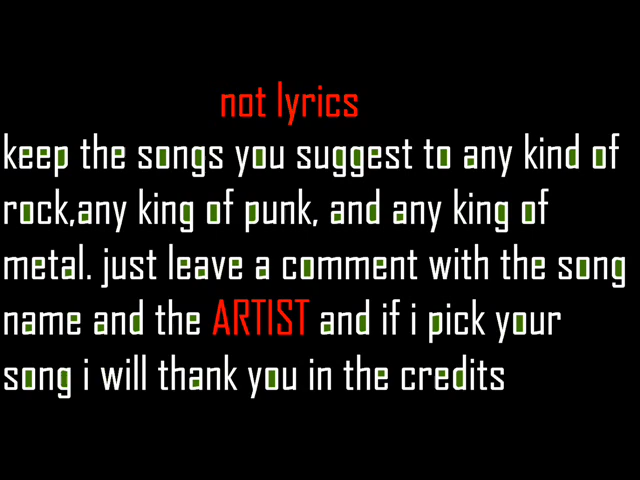 not lyrics
keep the songs you suggest to any kind of
rock,any king of punk, and any king of
metal. just leave a comment with the song
name and the ARTIST and if i pick your
song i will thank you in the credits